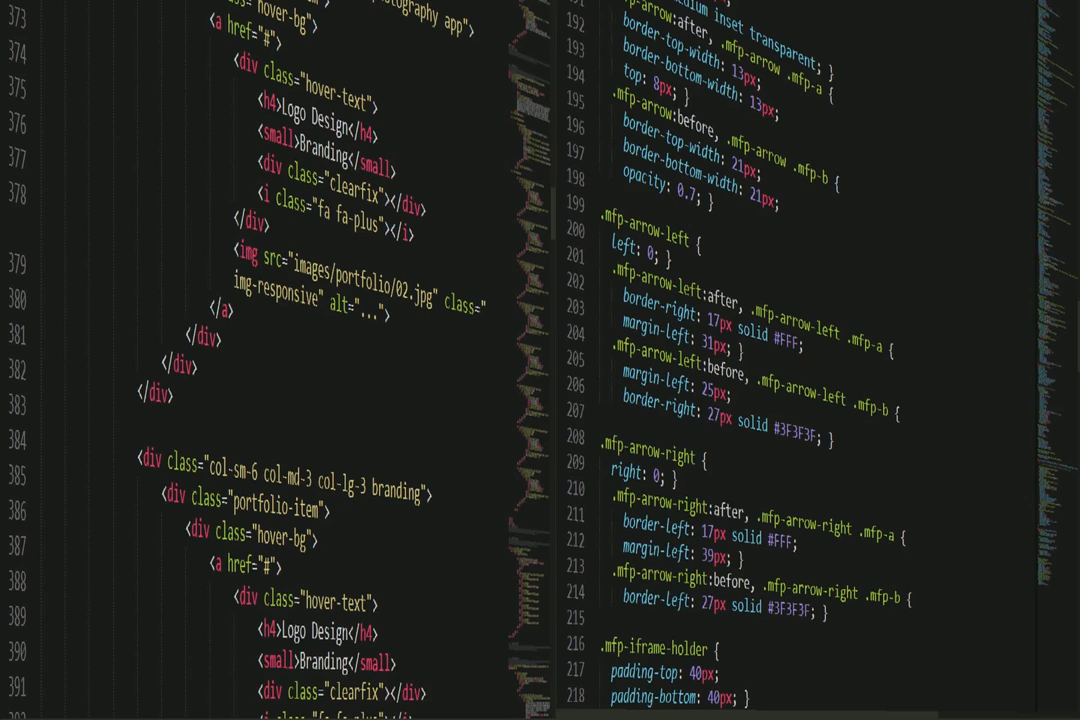 373
374
375
376
377
378
379
380
381
382
383
384
385
386
387
388
389
390
391
tography app">
hover-bg">
<a href="#">
<div class="hover-text">
<h4>Logo Design</h4>
<small>Branding</small>
<div class="clearfix"></div>
<i class="fa fa-plus"></i>
</div>
<img src="images/portfolio/02.jpg" class="
img-responsive" alt="...">
</a>
</div>
</div>
</div>
<div class="col-sm-6 col-md-3 col-lg-3 branding">
<div class="portfolio-item">
<div class="hover-bg">
<a href="#">
<div class="hover-text">
<h4>Logo Design</h4>
<small>Branding</small>
<div class="clearfix"></div>
192
193
194
195
196
197
198
199
200
201
202
203
204
205
206
207
208
209
210
211
212
213
214
215
216
217
218
inset transparent; }
arrow:after, .mfp-arrow .mfp-a {
border-top-width: 13px;
border-bottom-width: 13px;
top: 8px; }
.mfp-arrow:before, .mfp-arrow .mfp-b {
border-top-width: 21px;
border-bottom-width: 21px;
opacity: 0.7; }
.mfp-arrow-left {
left: 0; }
.mfp-arrow-left:after, .mfp-arrow-left .mfp-a {
border-right: 17px solid #FFF;
margin-left: 31px; }
.mfp-arrow-left:before, .mfp-arrow-left .mfp-b {
margin-left: 25px;
border-right: 27px solid #3F3F3F; }
.mfp-arrow-right {
right: 0; }
.mfp-arrow-right:after, .mfp-arrow-right .mfp-a {
border-left: 17px solid #FFF;
margin-left: 39px; }
.mfp-arrow-right:before, .mfp-arrow-right .mfp-b {
border-left: 27px solid #3F3F3F; }
.mfp-iframe-holder {
padding-top: 40px;
padding-bottom: 40px; }